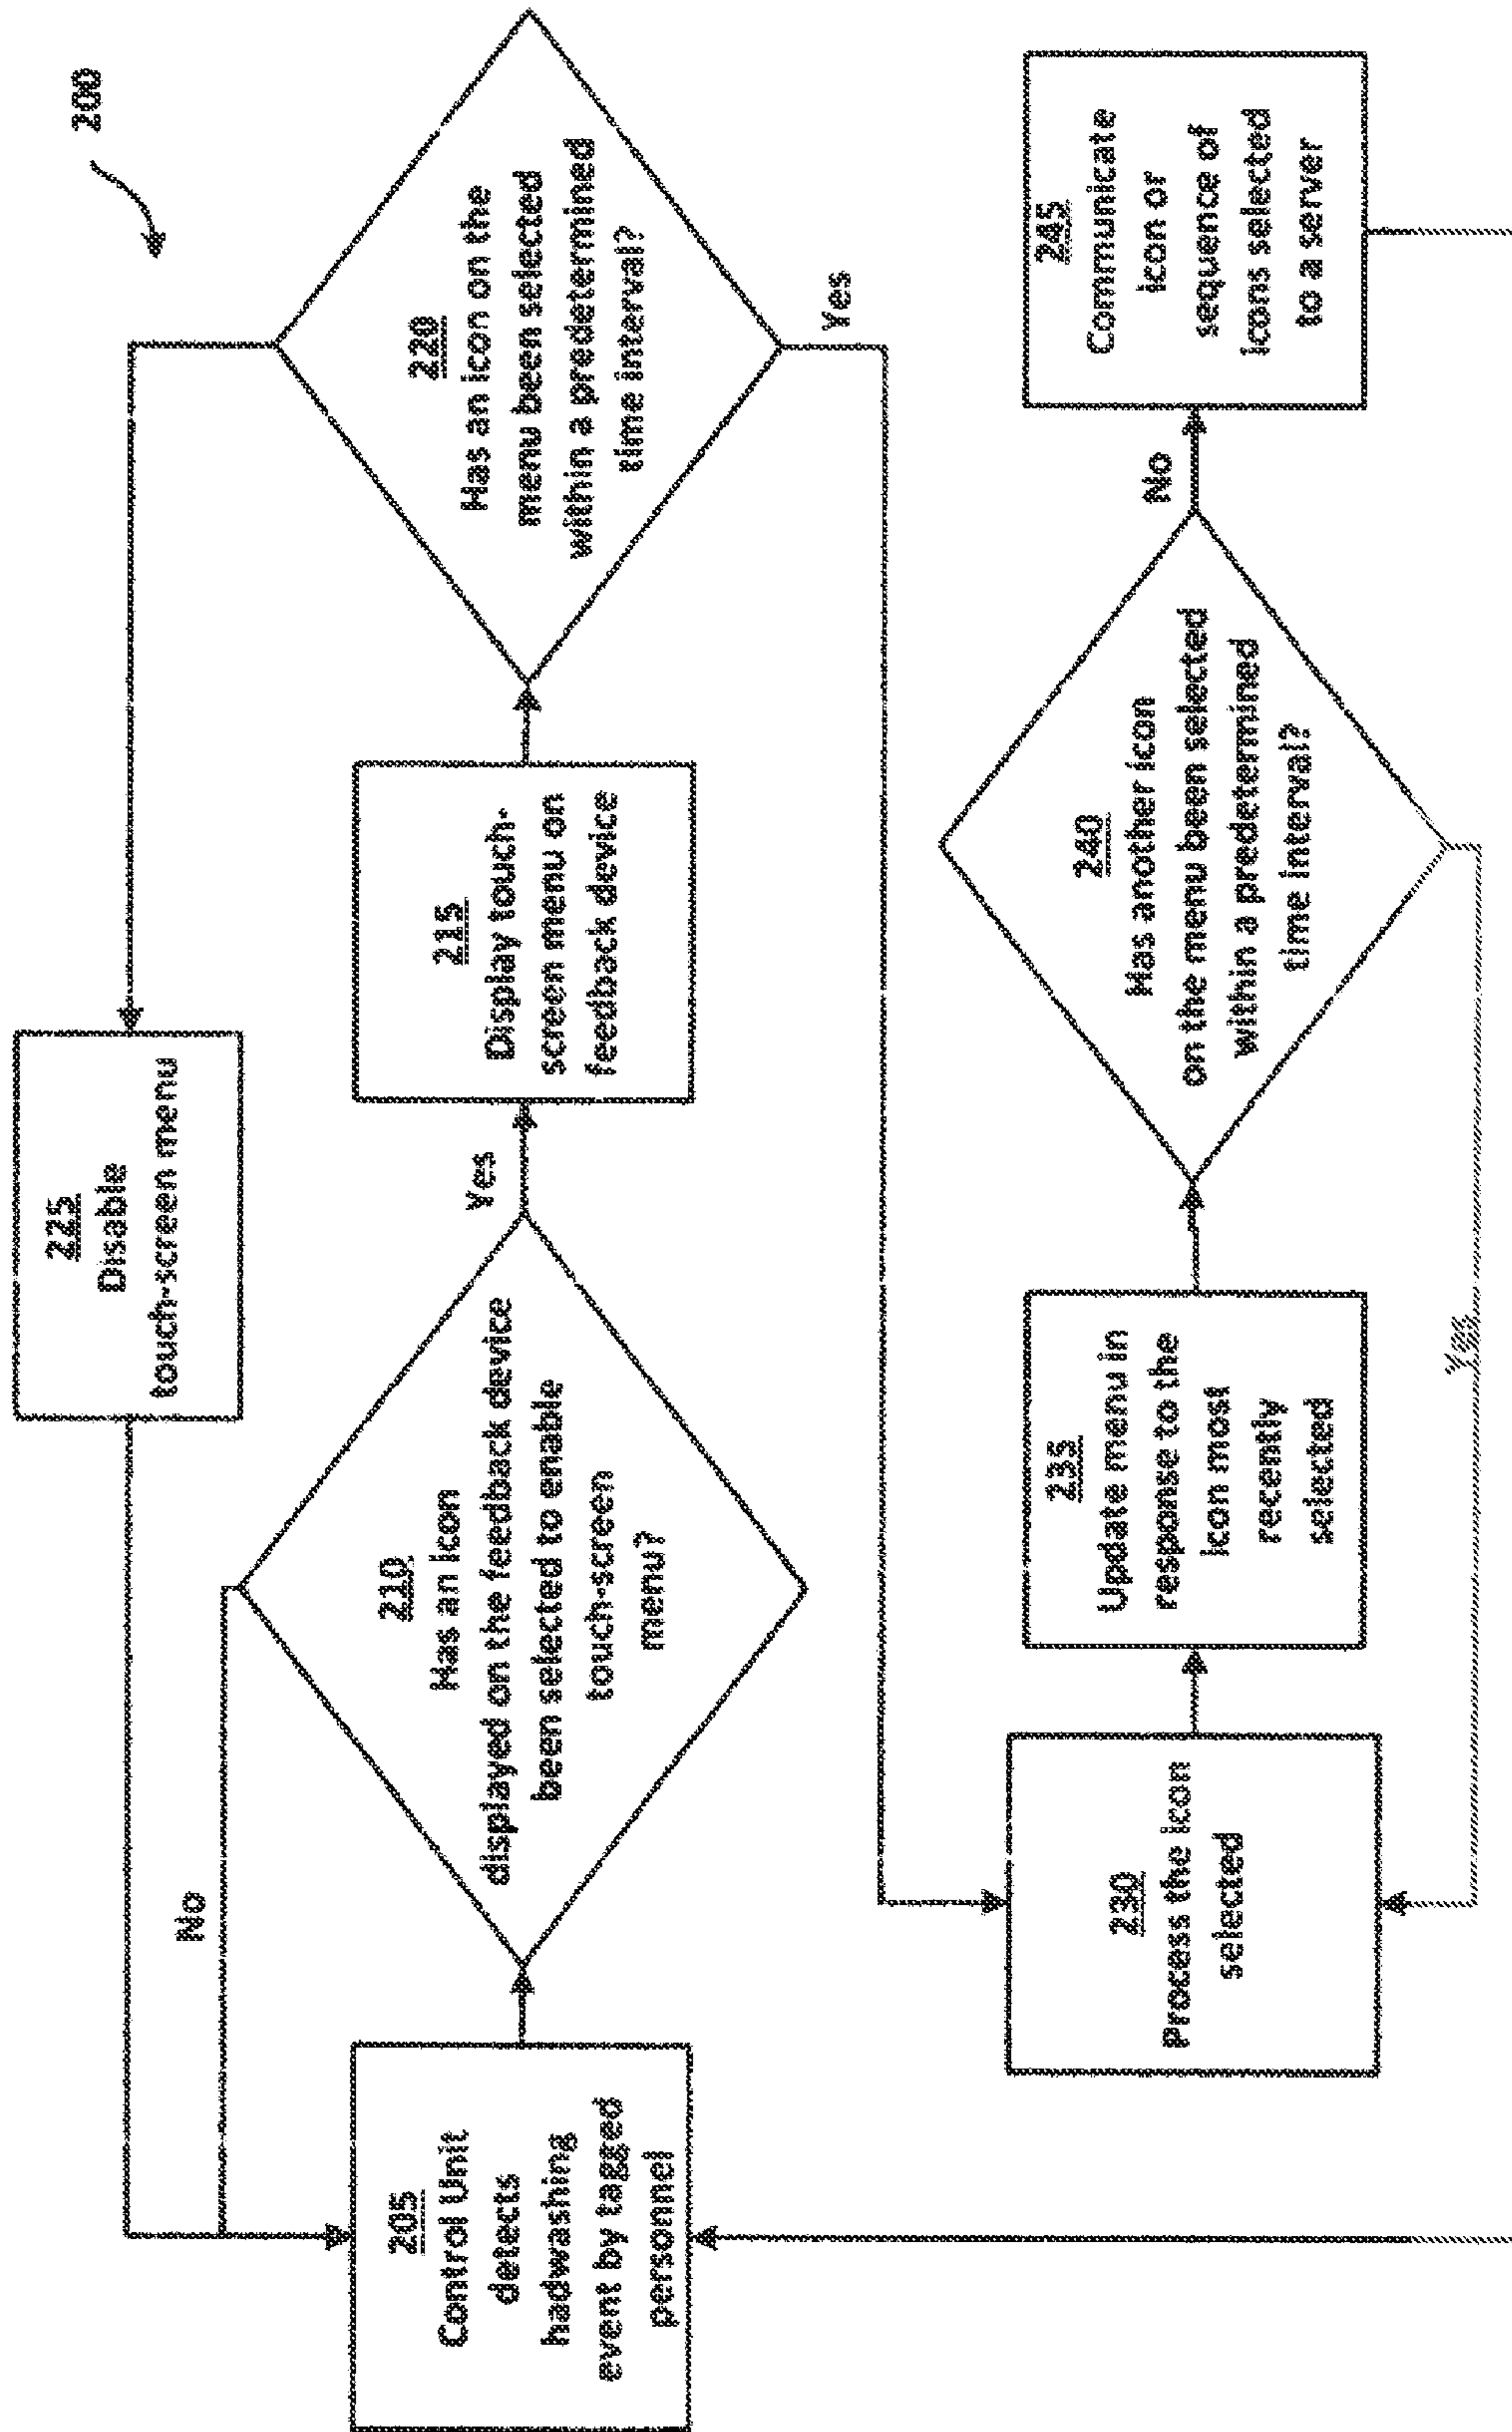 200
225
Disable
touch-screen menu
No
205
Control Unit
detects
hadwashing
event by tagged
personnel
210
Has an icon
displayed on the feedback device
been selected to enable
touch-screen
menu?
Yes
215
Display touch-
screen menu on
feedback device
220
Has an icon on the
menu been selected
within a predetermined
time interval?
Yes
230
Process the icon
selected
235
Update menu in
response to the
icon most
recently
selected
240
Has another icon
on the menu been selected
within a predetermined
time interval?
No
245
Communicate
icon or
sequence of
icons selected
to a server
Yes